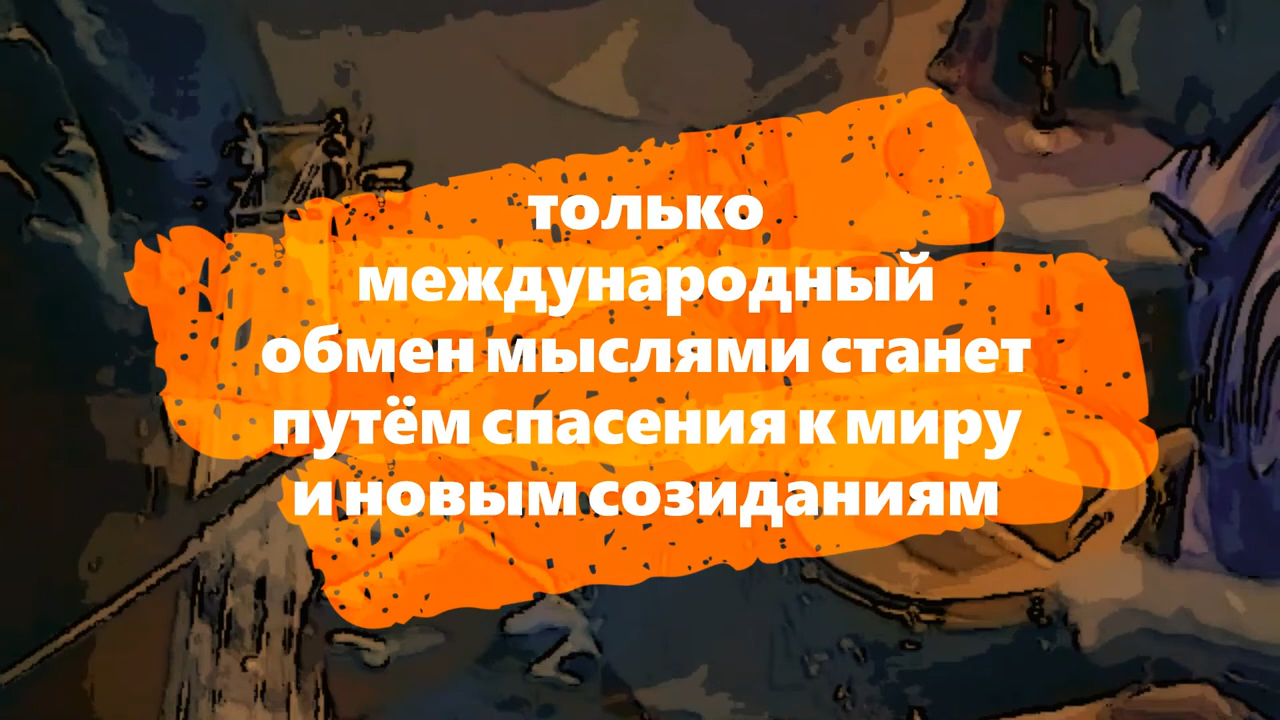 только
международный
обмен мыслями станет
путём спасения к миру
и новым созиданиям